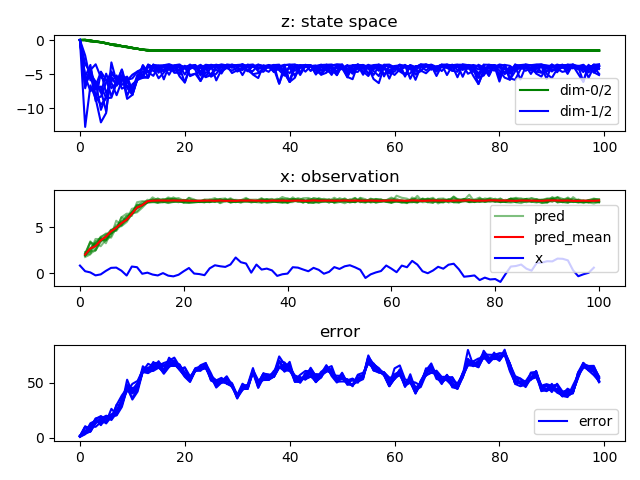 z: state space
0
−5
−10
dim-0/2
dim-1/2
0 20 40 60 80 100
x: observation
5
0
pred
pred_mean
x
0 20 40 60 80 100
error
50
0
error
0 20 40 60 80 100